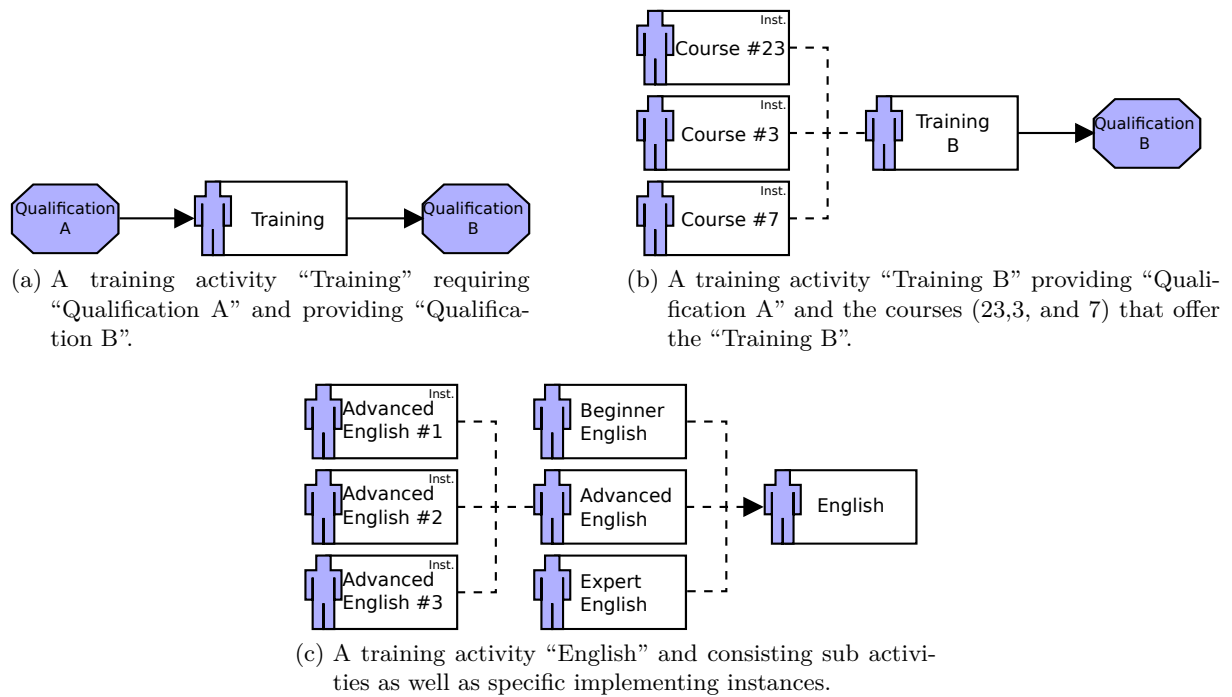 Qualification
A
Training
Qualification
B
(a) A training activity “Training” requiring
“Qualification A” and providing “Qualifica-
tion B”.
Inst.
Course #23
Inst.
Course #3
Inst.
Course #7
Training
B
Qualification
B
(b) A training activity “Training B” providing “Quali-
fication A” and the courses (23,3, and 7) that offer
the “Training B”.
Inst.
Advanced
English #1
Inst.
Advanced
English #2
Inst.
Advanced
English #3
Beginner
English
Advanced
English
Expert
English
English
(c) A training activity “English” and consisting sub activi-
ties as well as specific implementing instances.